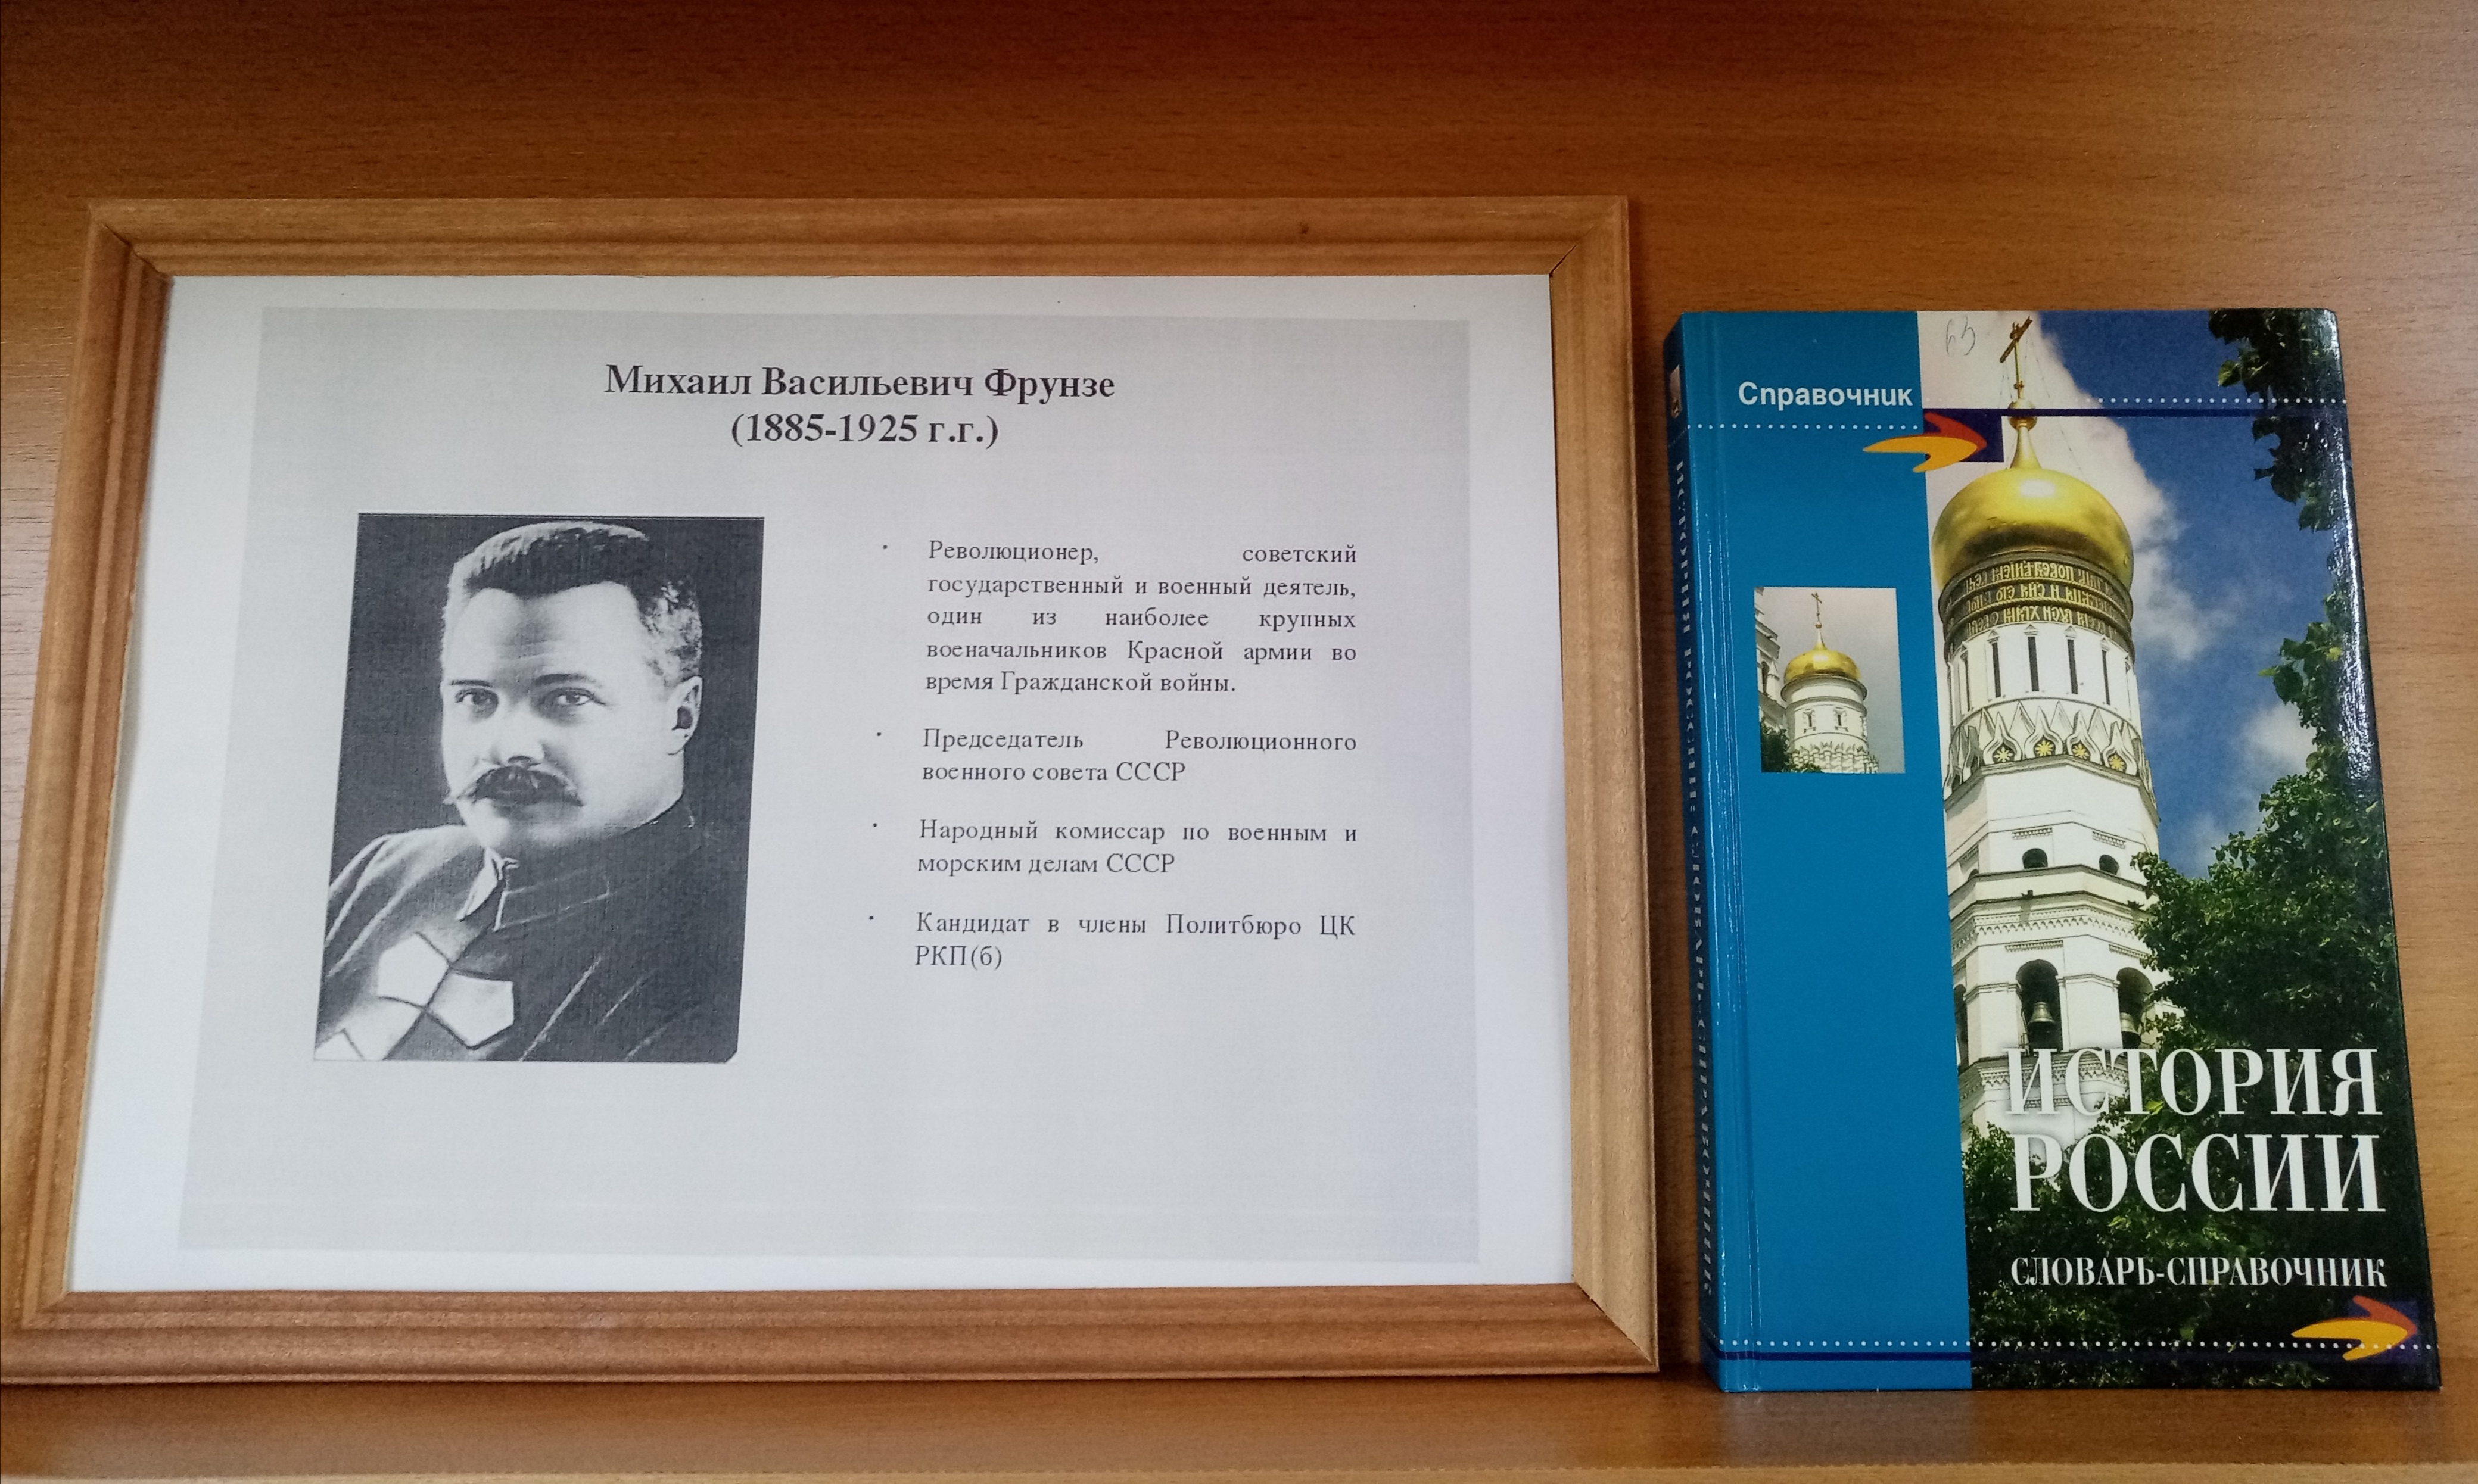 Михаил Васильевич Фрунзе
(1885-1925 г.г.)
· Революционер, советский
государственный и военный деятель,
один из наиболее крупных
военачальников Красной армии во
время Гражданской войны.
· Председатель Революционного
военного совета СССР
· Народный комиссар по военным и
морским делам СССР
· Кандидат в члены Политбюро ЦК
РКП(б)
Справочник
ИСТОРИЯ
РОССИИ
СЛОВАРЬ-СПРАВОЧНИК